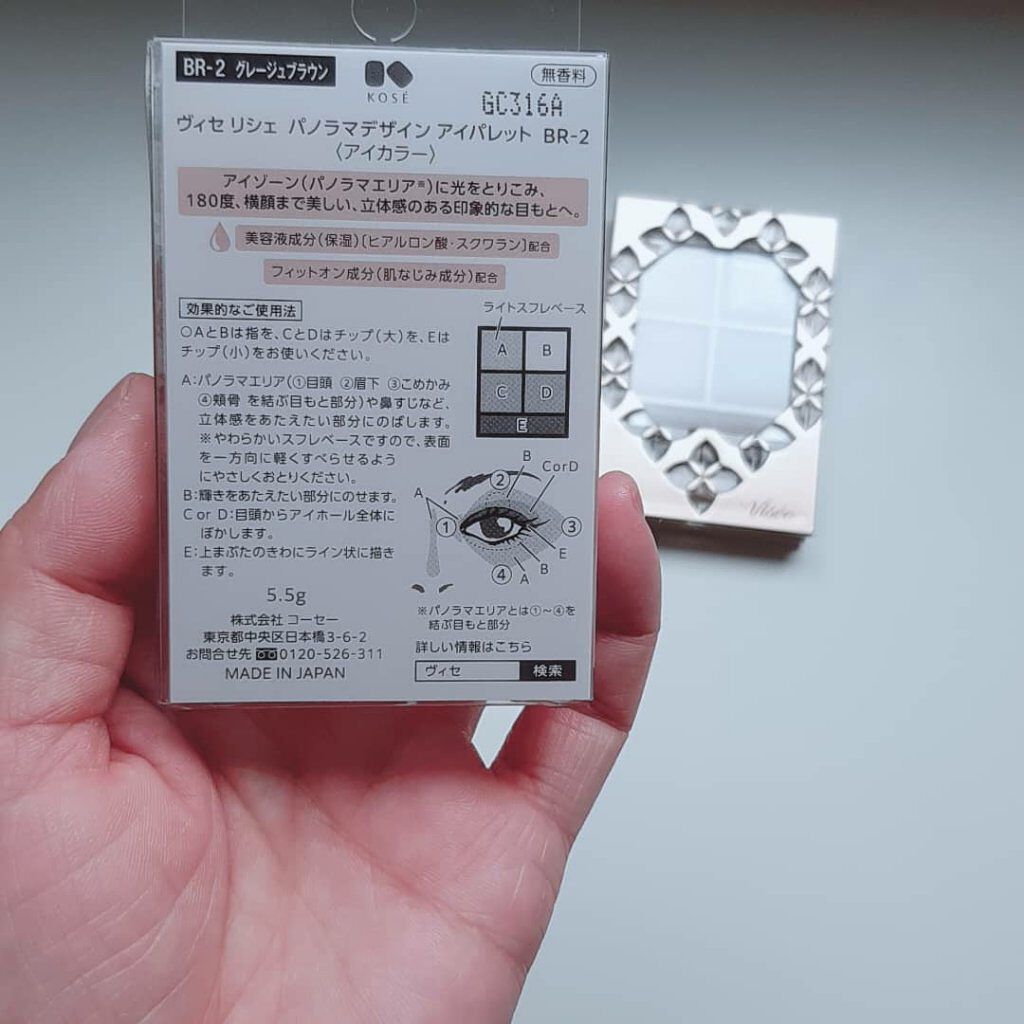 BR-2 グレージュブラウン
KOSÉ
無香料
GC316A
ヴィセ リシェ パノラマデザイン アイパレット BR-2
〈アイカラー〉
アイゾーン(パノラマエリア※)に光をとりこみ、
180度、横顔まで美しい、立体感のある印象的な目もとへ。
美容液成分(保湿)[ヒアルロン酸・スクワラン]配合
フィットオン成分(肌なじみ成分)配合
効果的なご使用法
○AとBは指を、CとDはチップ(大)を、Eは
チップ(小)をお使いください。
A:パノラマエリア(①目頭 ②眉下 ③こめかみ
④頬骨 を結ぶ目もと部分)や鼻すじなど、
立体感をあたえたい部分にのばします。
※やわらかいスフレベースですので、表面
を一方向に軽くすべらせるよう
にやさしくおとりください。
B:輝きをあたえたい部分にのせます。
C or D:目頭からアイホール全体に
ぼかします。
E:上まぶたのきわにライン状に描き
ます。
5.5g
株式会社 コーセー
東京都中央区日本橋3-6-2
お問合せ先 0120-526-311
MADE IN JAPAN
ライトスフレベース
A B
C D
E
B
C or D
A
②
①
③
E
B
④ A
※パノラマエリアとは①〜④を
結ぶ目もと部分
詳しい情報はこちら
ヴィセ 検索
Visée